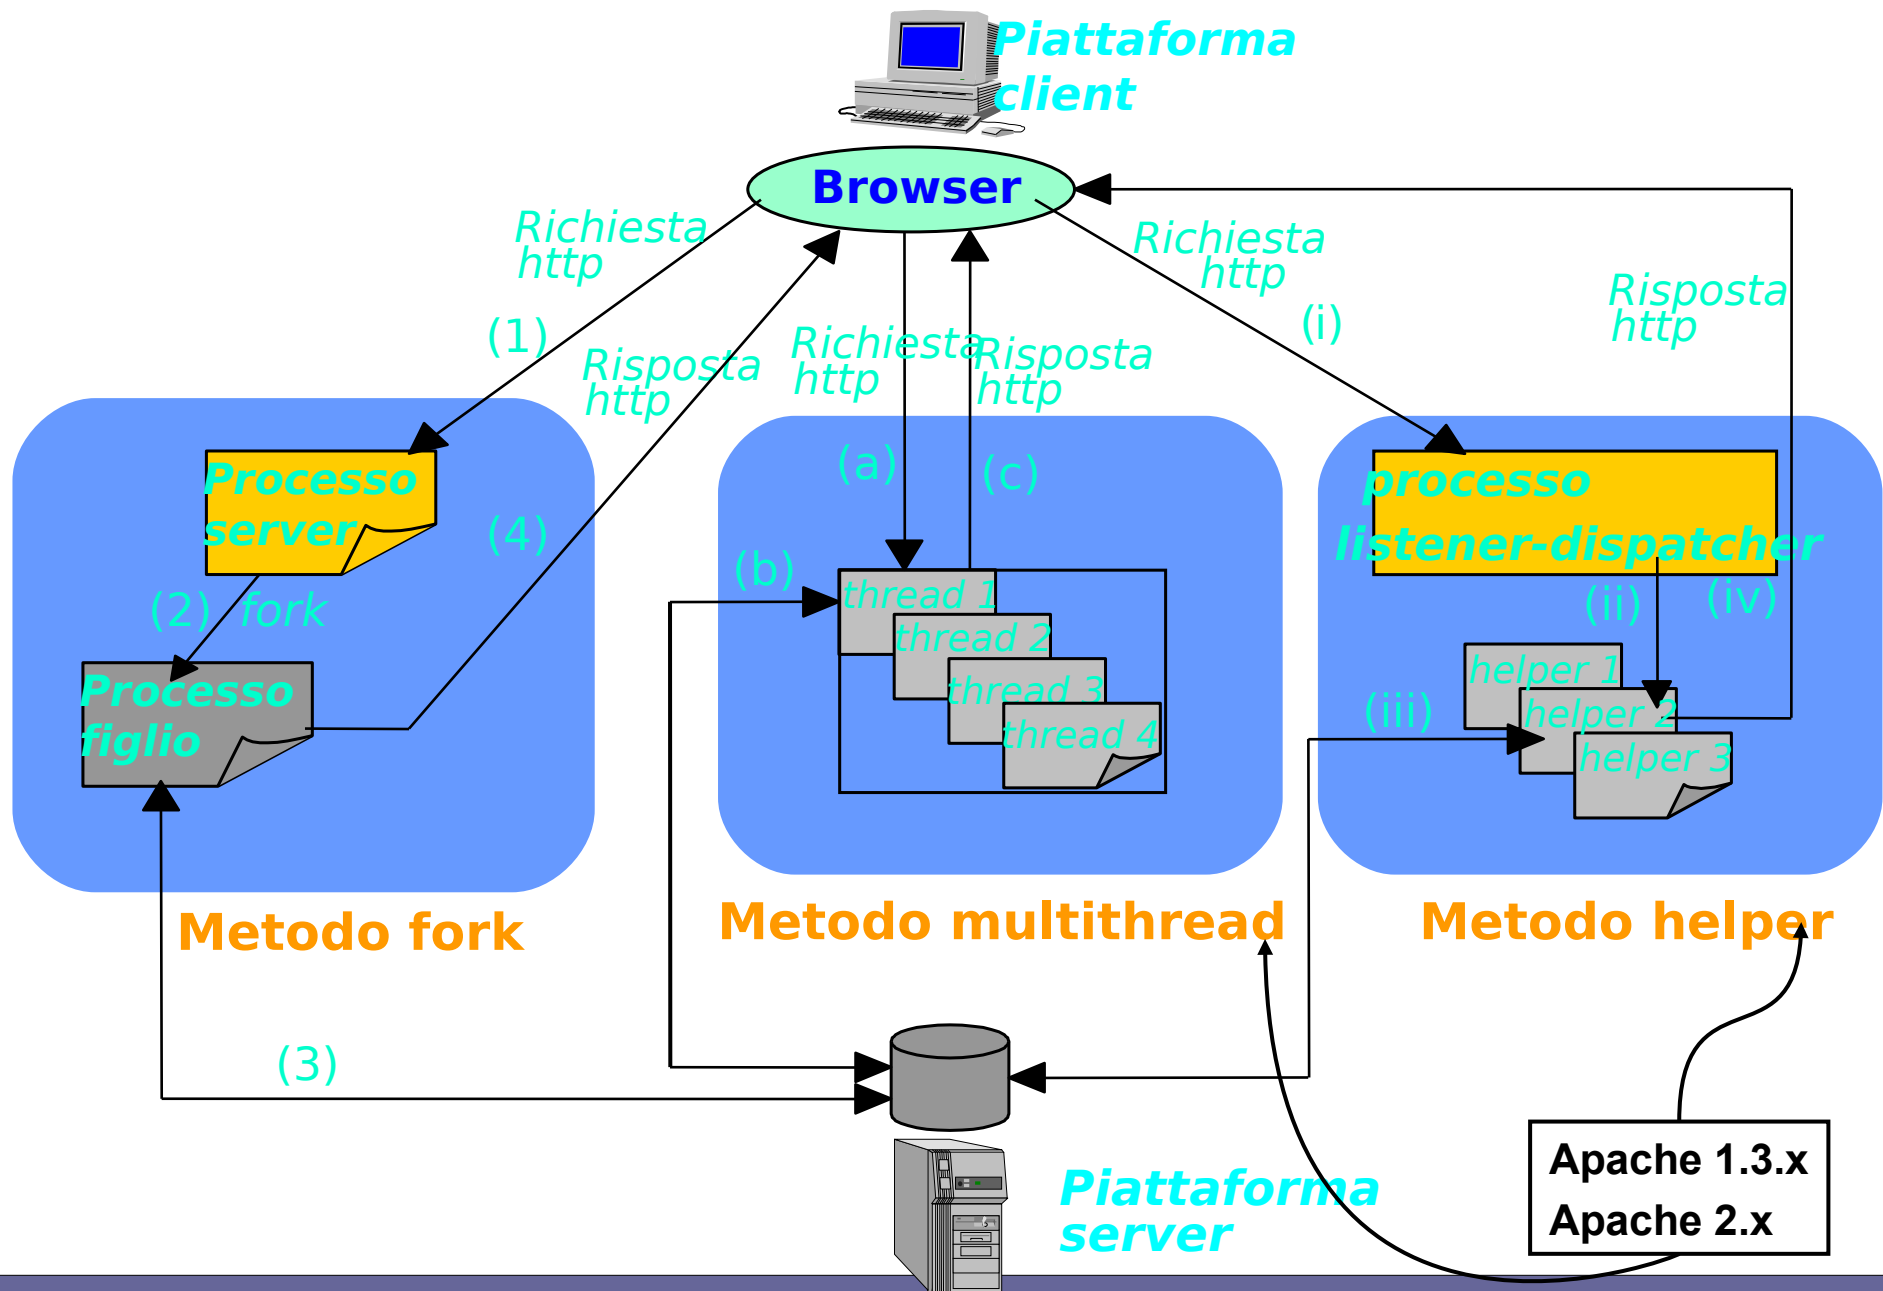 Piattaforma
client
Browser
Richiesta
http
(1)
Risposta
http
Richiesta
http
Risposta
http
Richiesta
http
(i)
Risposta
http
Processo
server
(4)
(2) fork
Processo
figlio
(a)
(c)
(b)
thread 1
thread 2
thread 3
thread 4
processo
listener-dispatcher
(ii)
(iv)
(iii)
helper 1
helper 2
helper 3
Metodo fork
Metodo multithread
Metodo helper
(3)
Piattaforma
server
Apache 1.3.x
Apache 2.x